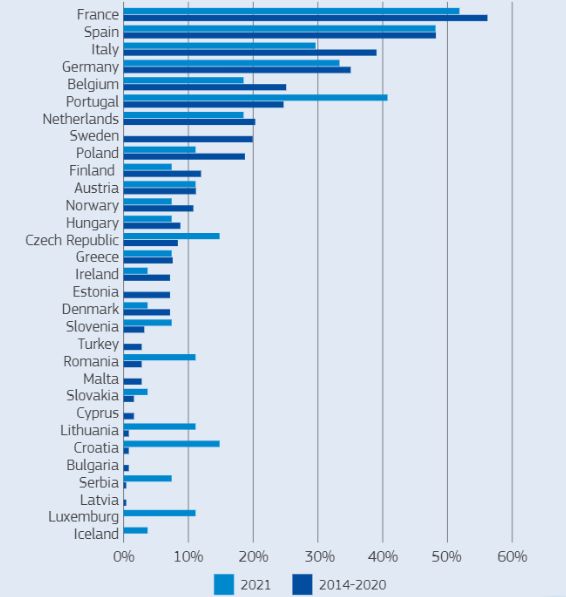 France
Spain
Italy
Germany
Belgium
Portugal
Netherlands
Sweden
Poland
Finland
Austria
Norwary
Hungary
Czech Republic
Greece
Ireland
Estonia
Denmark
Slovenia
Turkey
Romania
Malta
Slovakia
Cyprus
Lithuania
Croatia
Bulgaria
Serbia
Latvia
Luxemburg
Iceland
0% 10% 20% 30% 40% 50% 60%
2021 2014-2020